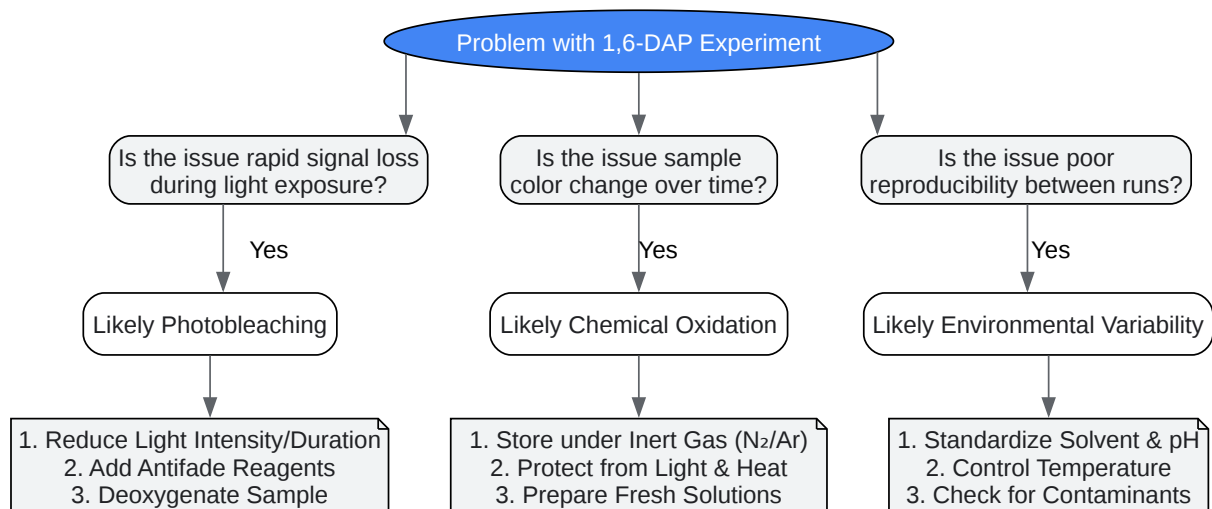 Problem with 1,6-DAP Experiment
Is the issue rapid signal loss
during light exposure?
Is the issue sample
color change over time?
Is the issue poor
reproducibility between runs?
Yes
Yes
Yes
Likely Photobleaching
Likely Chemical Oxidation
Likely Environmental Variability
1. Reduce Light Intensity/Duration
2. Add Antifade Reagents
3. Deoxygenate Sample
1. Store under Inert Gas (N₂/Ar)
2. Protect from Light & Heat
3. Prepare Fresh Solutions
1. Standardize Solvent & pH
2. Control Temperature
3. Check for Contaminants